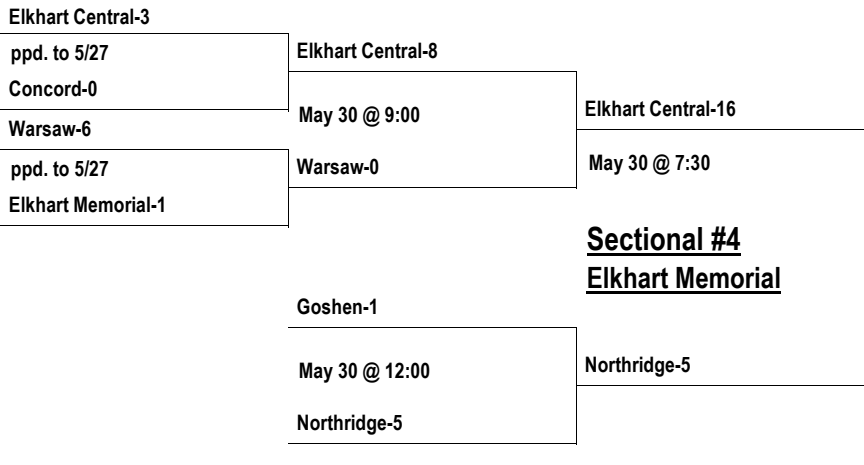 Elkhart Central-3
ppd. to 5/27
Concord-0
Warsaw-6
ppd. to 5/27
Elkhart Memorial-1
Elkhart Central-8
May 30 @ 9:00
Warsaw-0
Goshen-1
May 30 @ 12:00
Northridge-5
Elkhart Central-16
May 30 @ 7:30
Sectional #4
Elkhart Memorial
Northridge-5